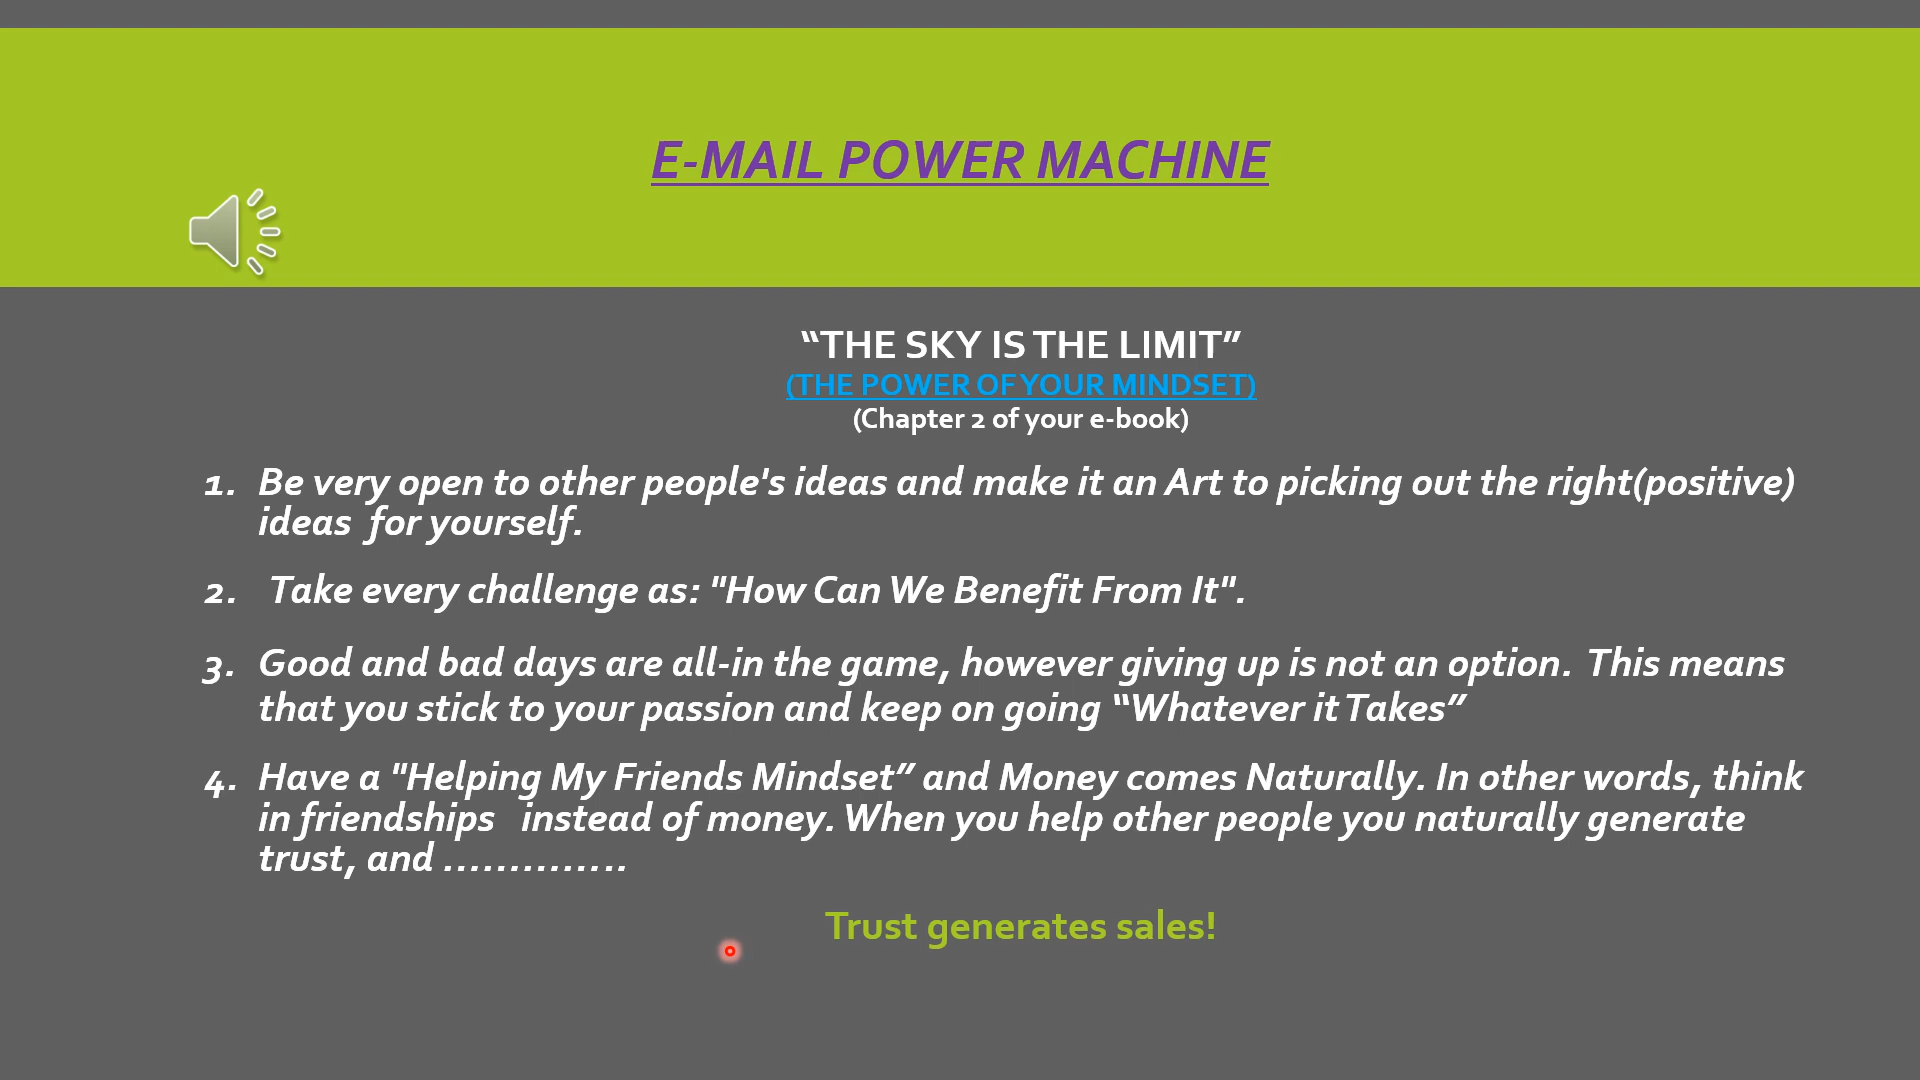 E-MAIL POWER MACHINE
“THE SKY IS THE LIMIT”
(THE POWER OF YOUR MINDSET)
(Chapter 2 of your e-book)
1. Be very open to other people's ideas and make it an Art to picking out the right(positive)
ideas  for yourself.
2. Take every challenge as: "How Can We Benefit From It".
3. Good and bad days are all-in the game, however giving up is not an option.  This means
that you stick to your passion and keep on going “Whatever it Takes”
4. Have a "Helping My Friends Mindset” and Money comes Naturally. In other words, think
in friendships   instead of money. When you help other people you naturally generate
trust, and ..............
Trust generates sales!